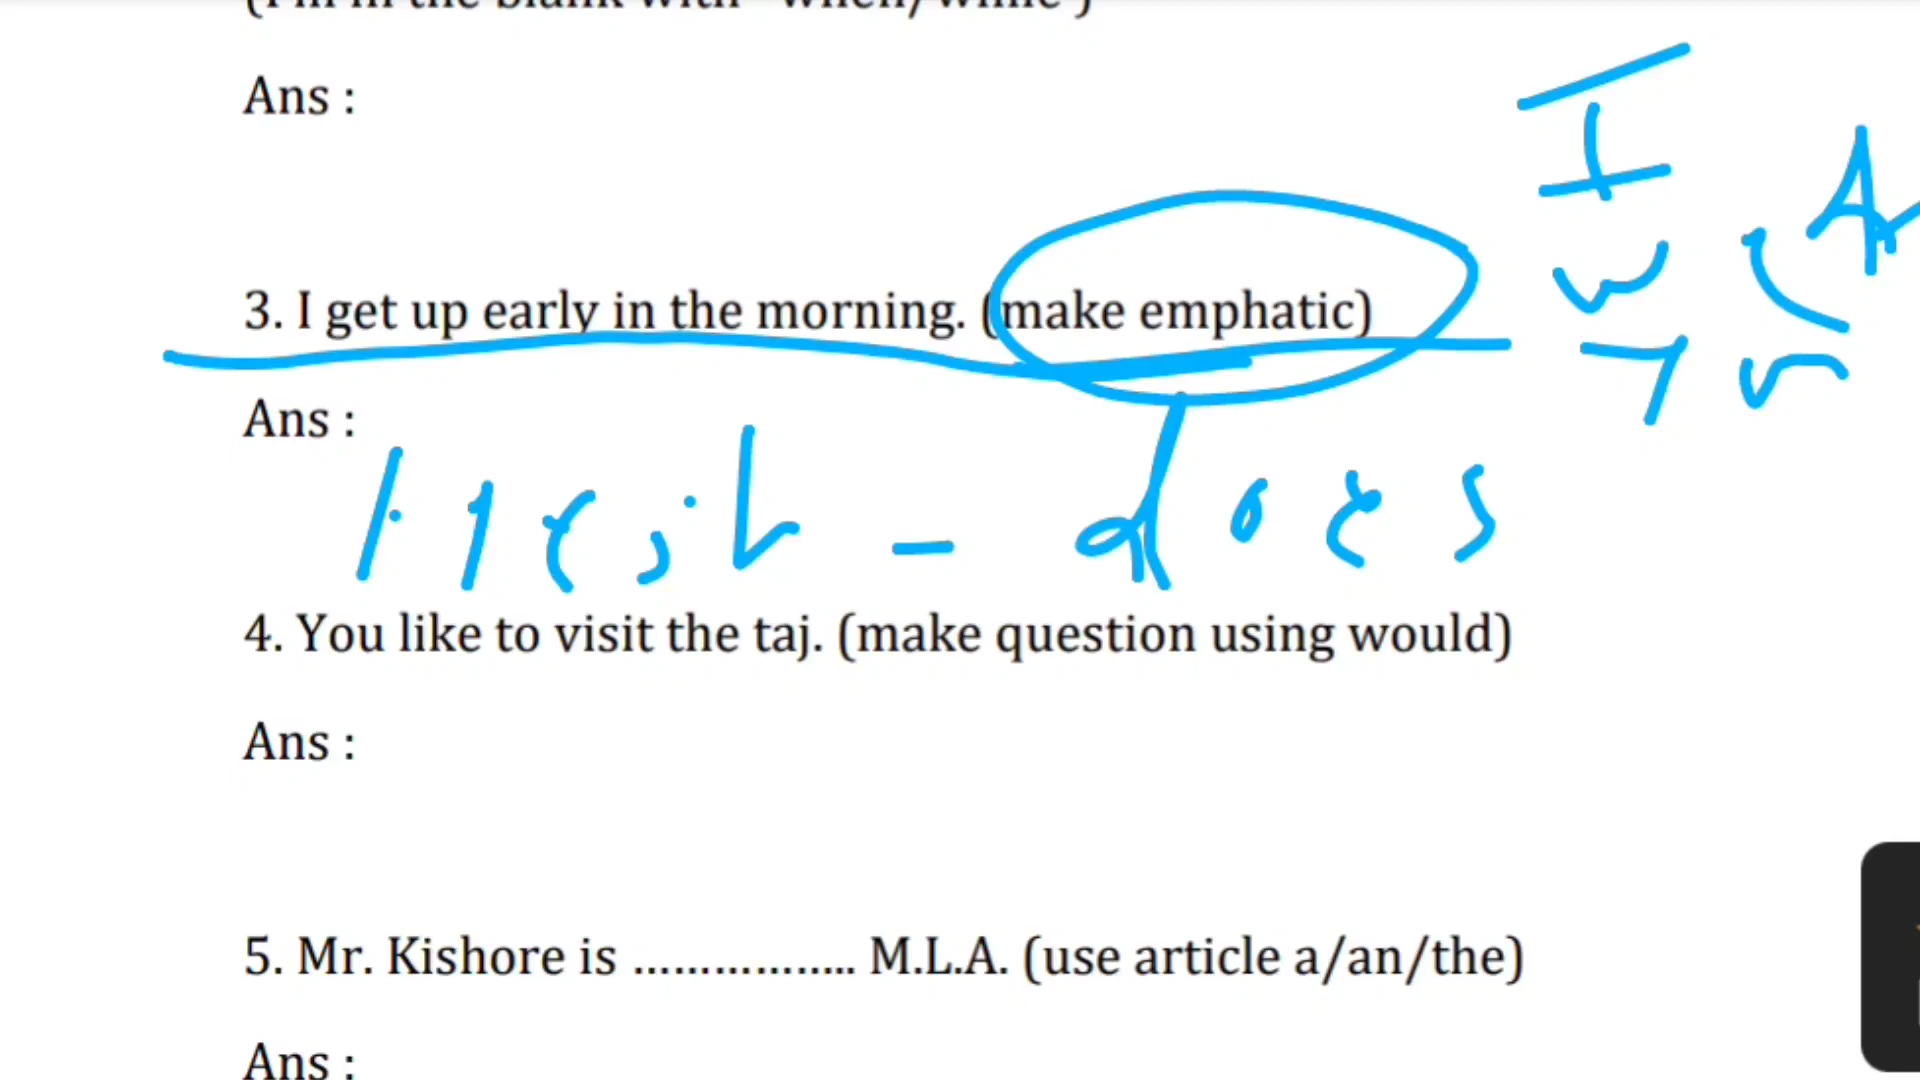 Ans :
3. I get up early in the morning. (make emphatic)
Ans :
does
4. You like to visit the taj. (make question using would)
Ans :
5. Mr. Kishore is ................. M.L.A. (use article a/an/the)
Ans :